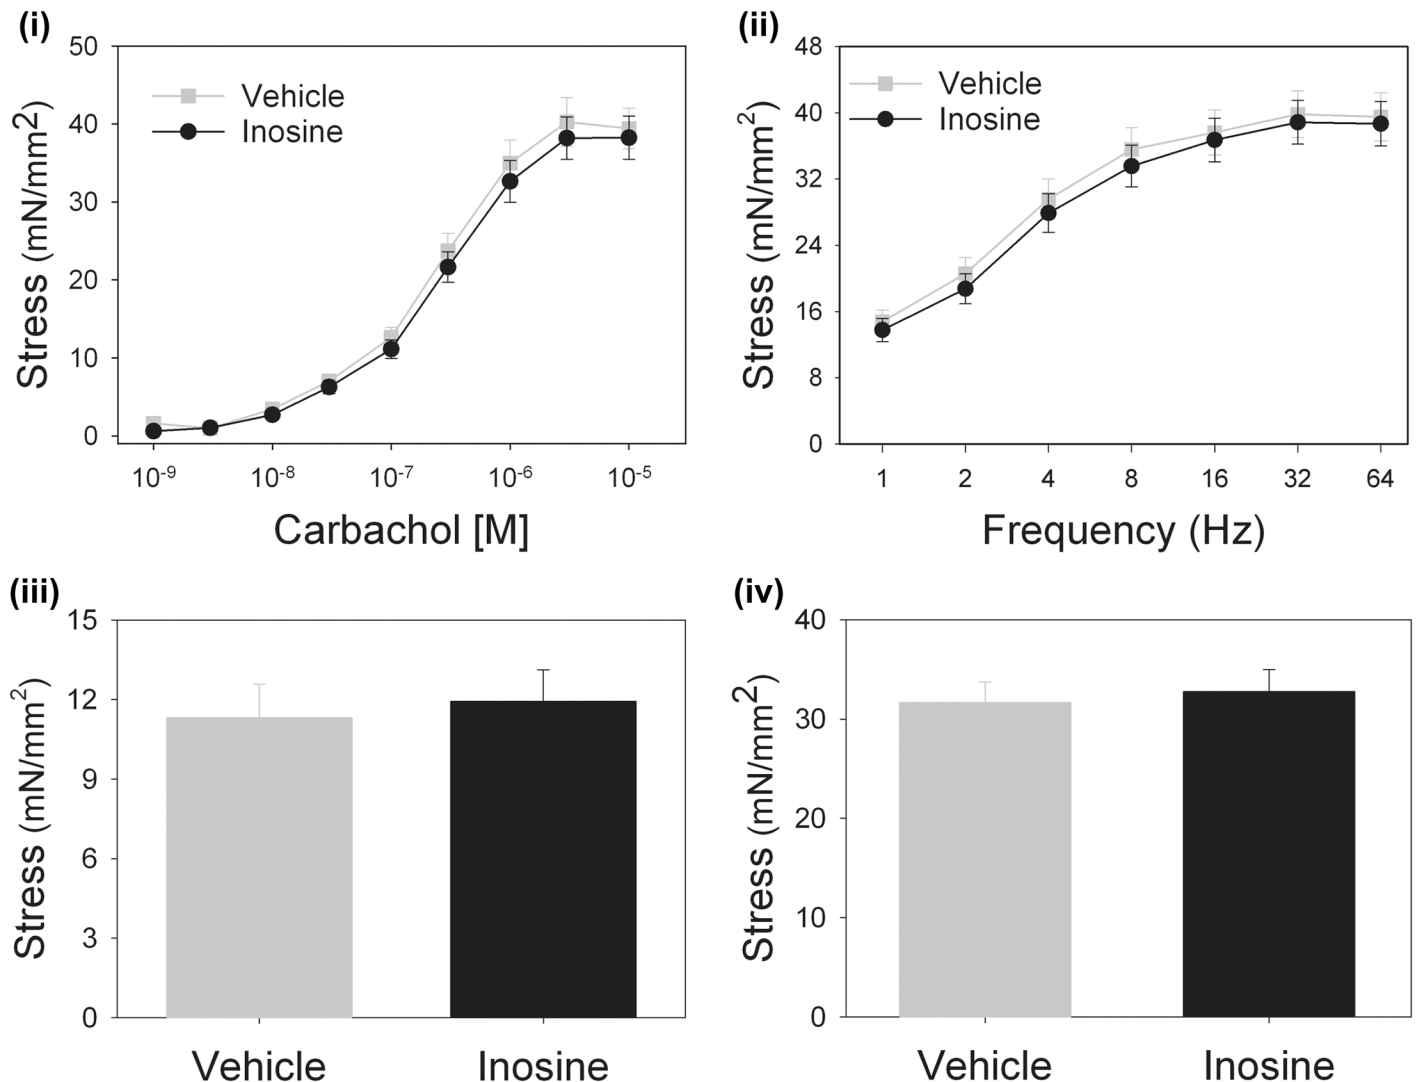 (i)
50
40
30
20
10
0
Stress (mN/mm²)
Vehicle
Inosine
10⁻⁹ 10⁻⁸ 10⁻⁷ 10⁻⁶ 10⁻⁵
Carbachol [M]
(ii)
48
40
32
24
16
8
0
Stress (mN/mm²)
Vehicle
Inosine
1 2 4 8 16 32 64
Frequency (Hz)
(iii)
15
12
9
6
3
0
Stress (mN/mm²)
Vehicle Inosine
(iv)
40
30
20
10
0
Stress (mN/mm²)
Vehicle Inosine